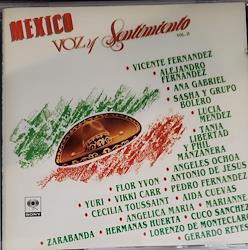 MEXICO
VOZ y Sentimiento
VOL. II
VICENTE FERNANDEZ
ALEJANDRO
FERNANDEZ
ANA GABRIEL
SASHA Y GRUPO
BOLERO
LUCIA
MENDEZ
TANIA
LIBERTAD
Y PHIL
MANZANERA
ANGELES OCHOA
FLOR YVON • ANTONIO DE JESUS
YURI • VIKKI CARR • PEDRO FERNANDEZ
CECILIA TOUSSAINT • AIDA CUEVAS
ANGELICA MARIA • MARIANNE
HERMANAS HUERTA • CUCO SANCHEZ
ZARABANDA • LORENZO DE MONTECLARO
GERARDO REYES
SONY